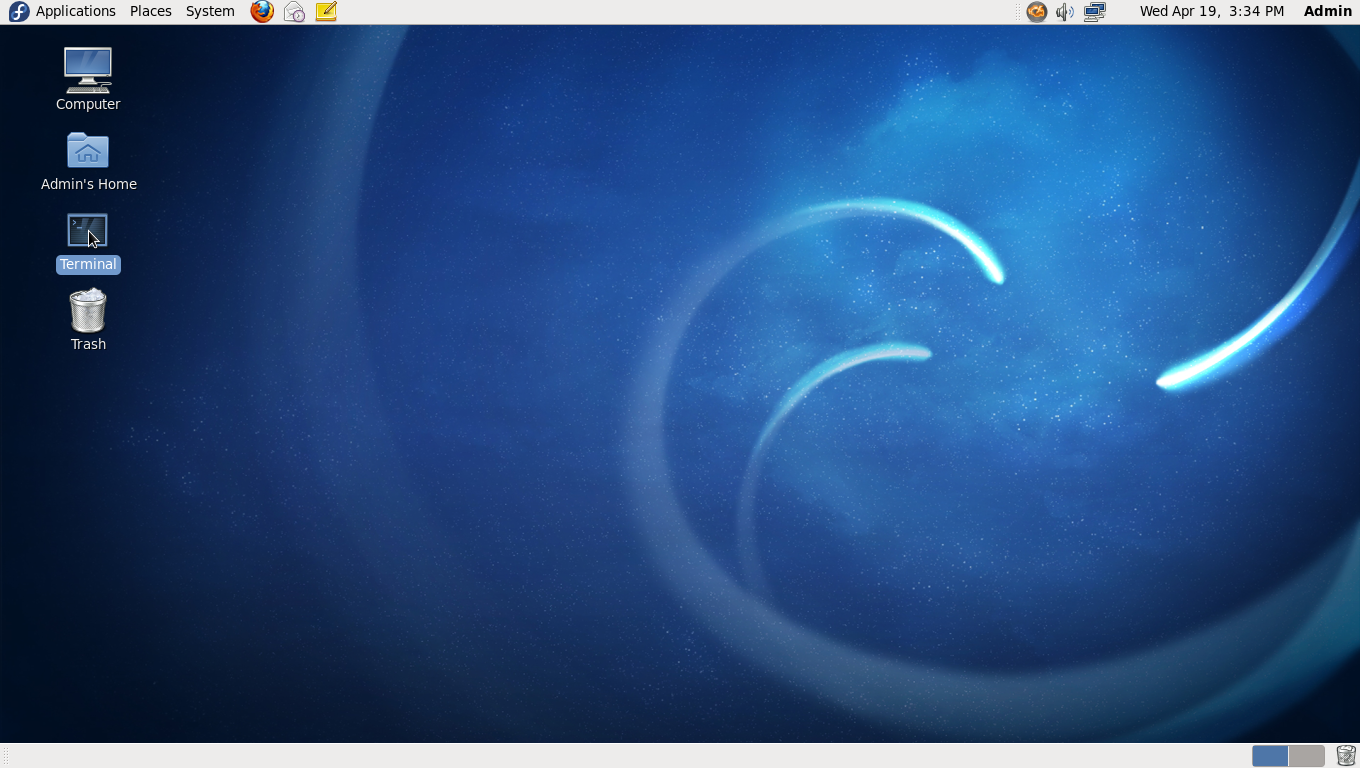 Applications Places System Wed Apr 19, 3:34 PM Admin
Computer
Admin's Home
Terminal
Trash